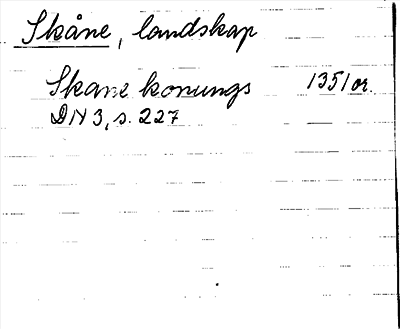 Skåne, landskap
Skane konungs 1351 or.
DN 3, s. 227